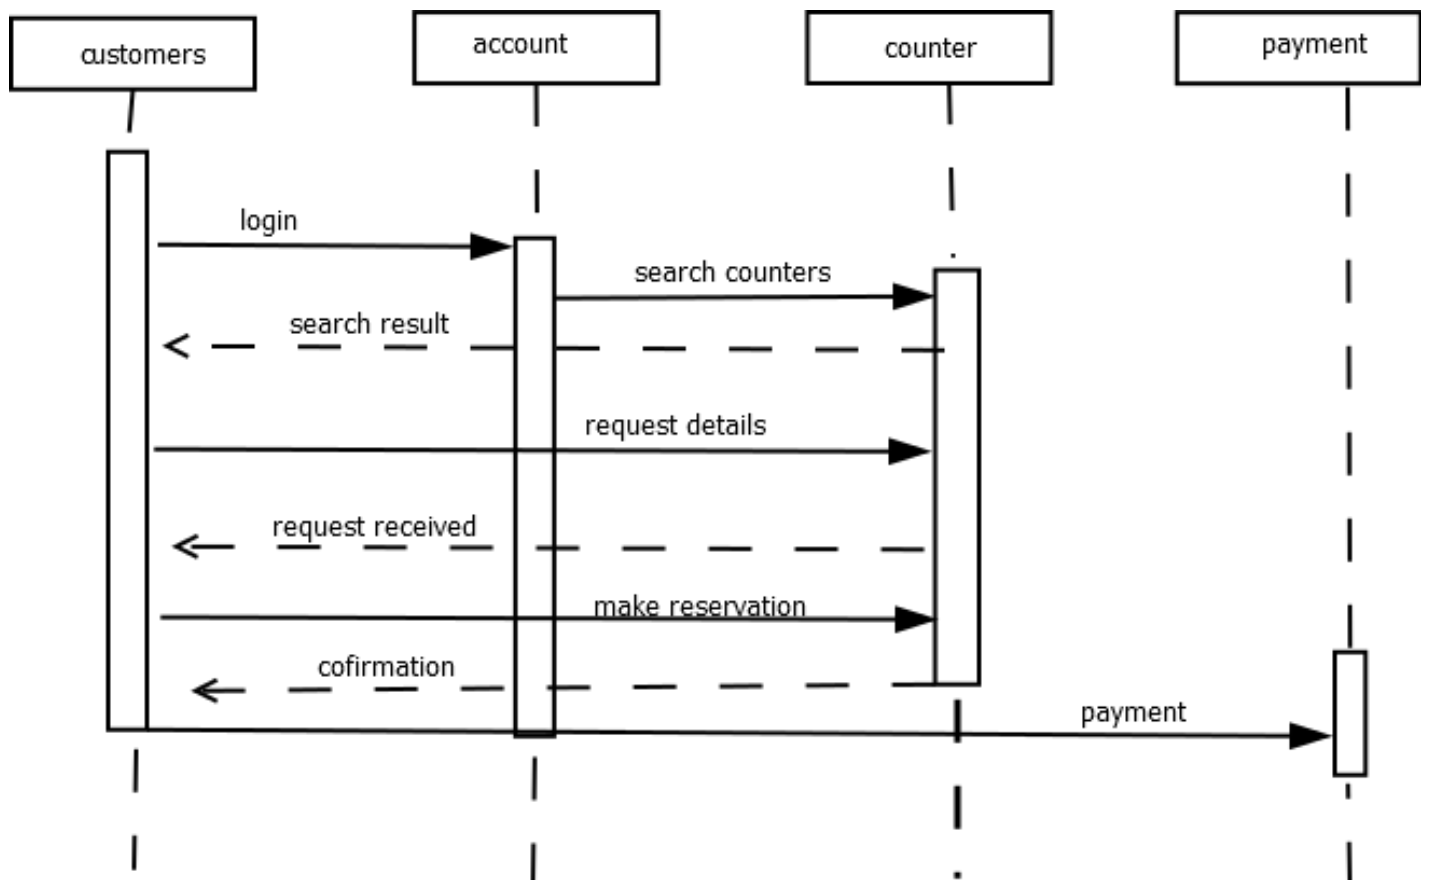 customers
account
counter
payment
login
search counters
search result
request details
request received
make reservation
cofirmation
payment